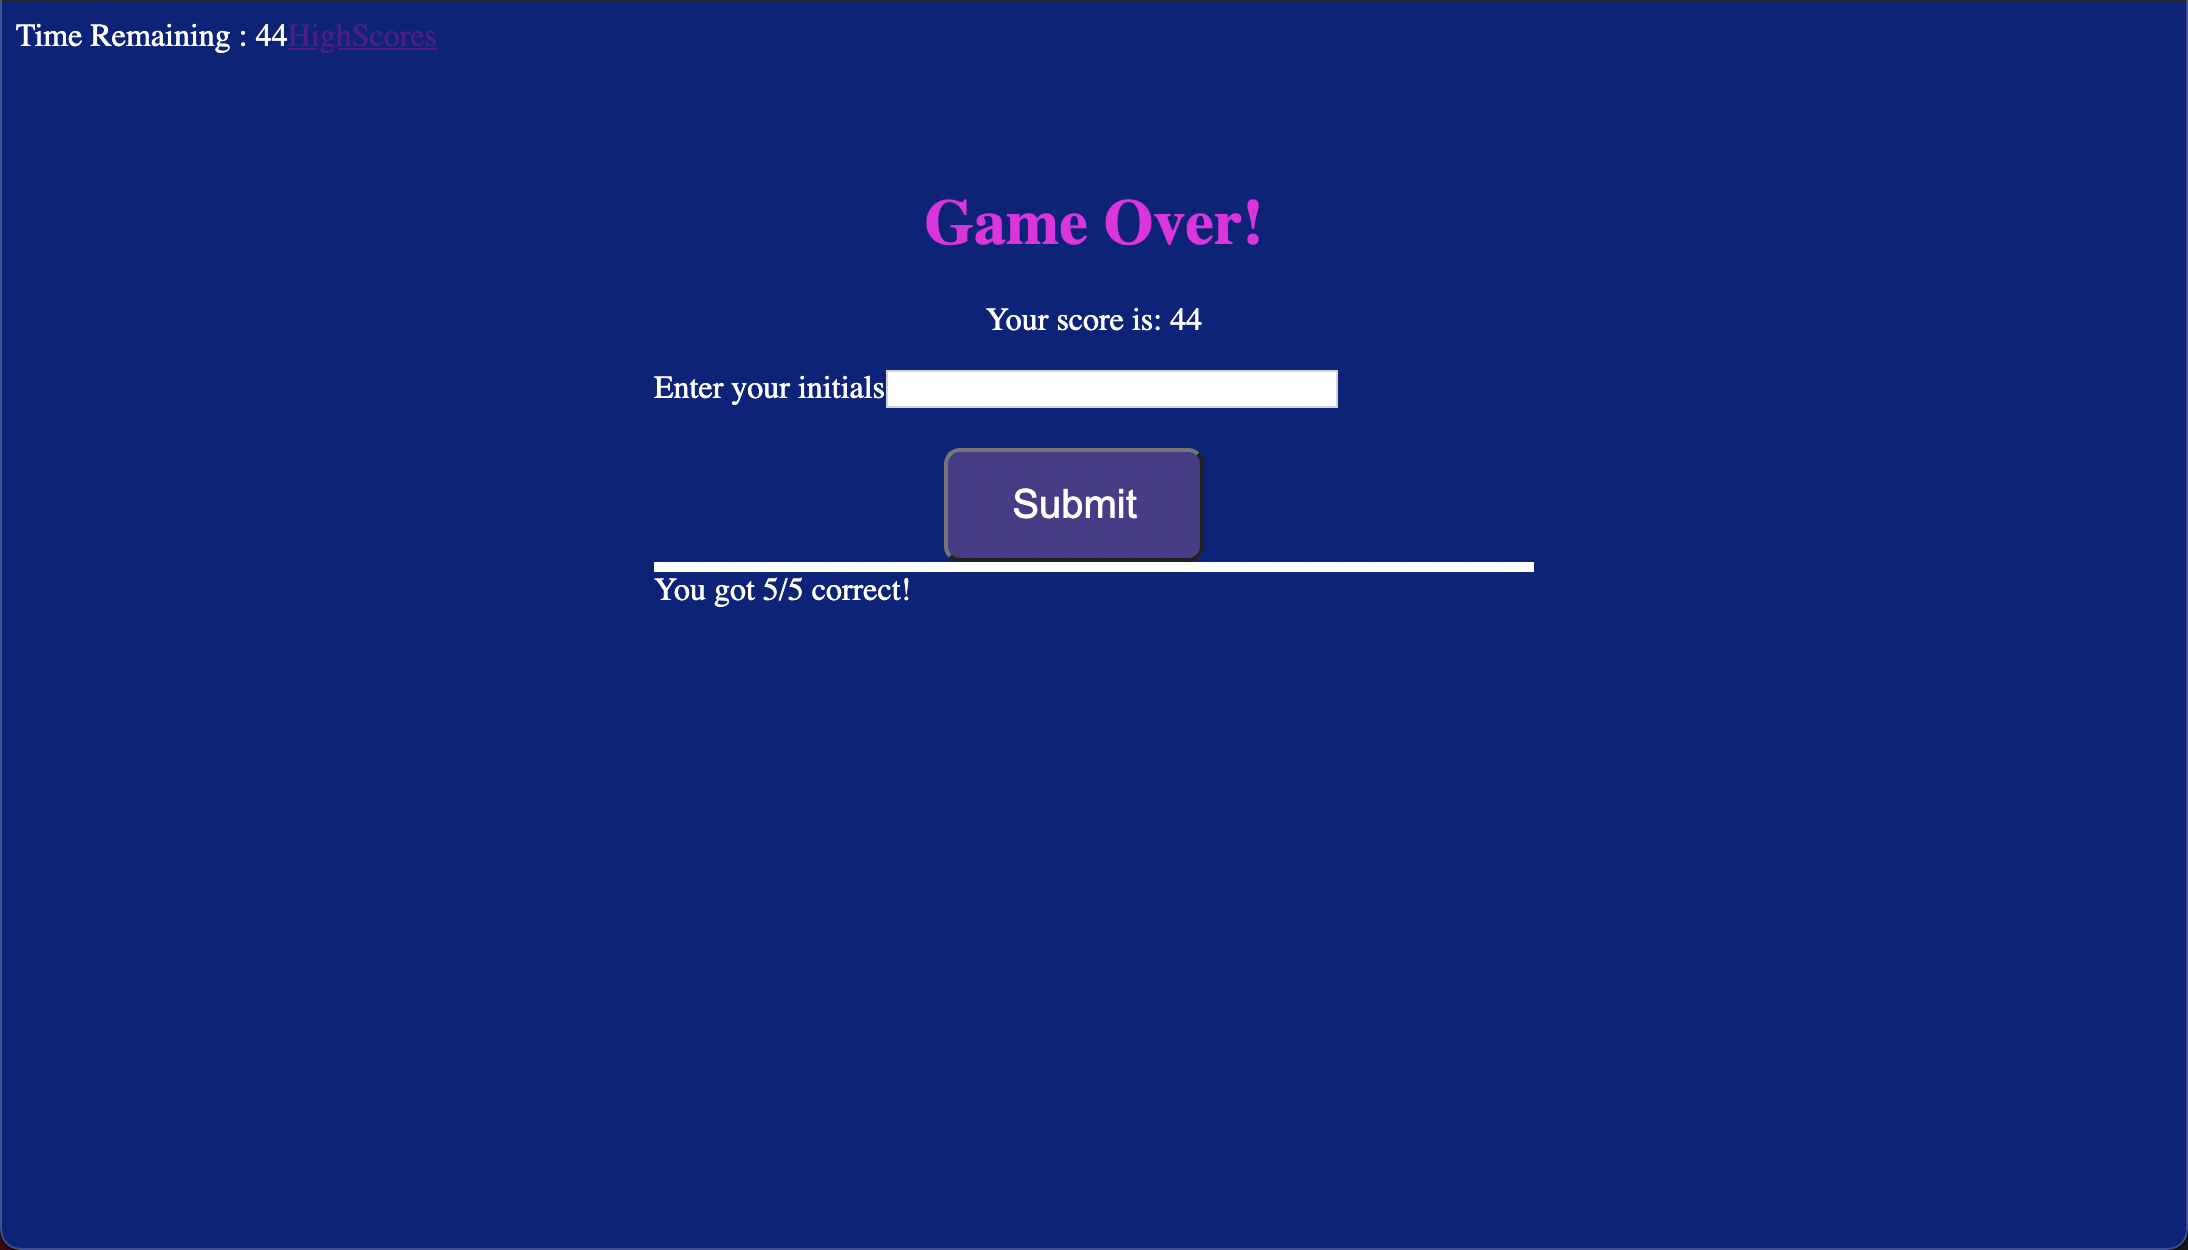 Time Remaining : 44HighScores
Game Over!
Your score is: 44
Enter your initials
Submit
You got 5/5 correct!